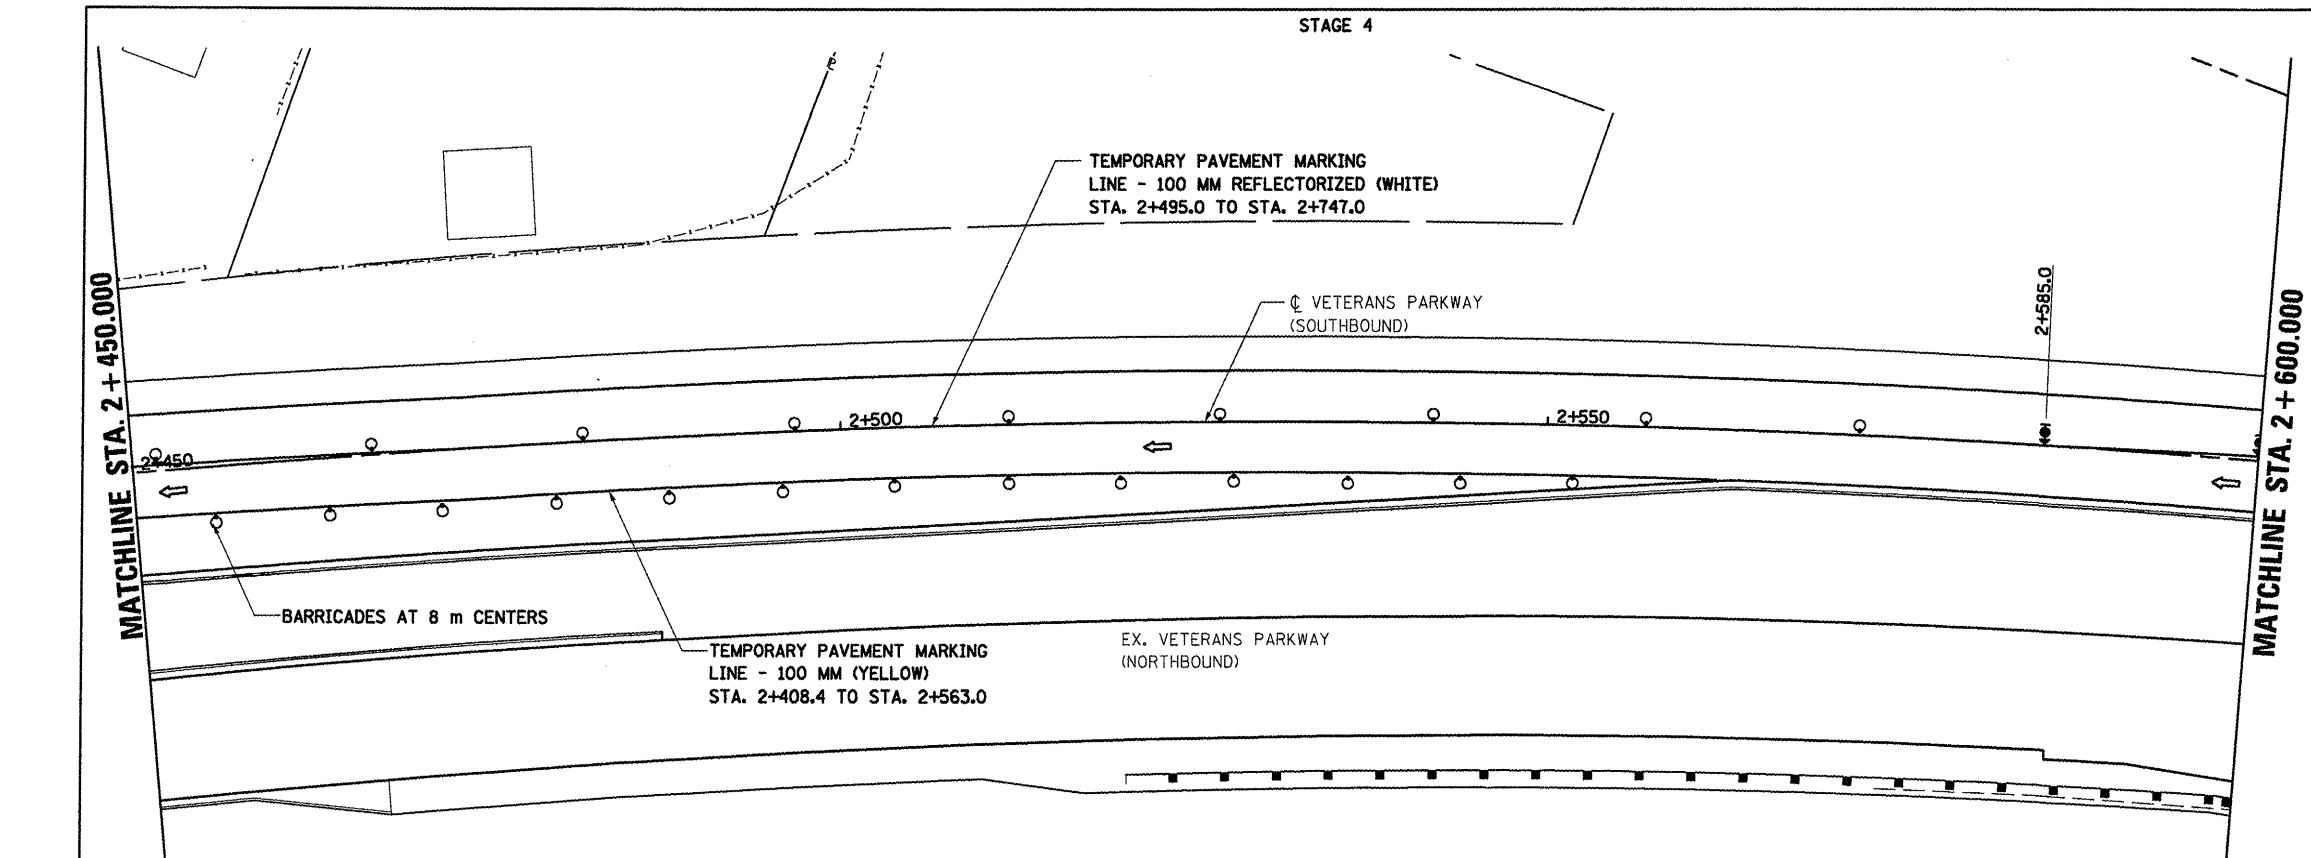 STAGE 4
TEMPORARY PAVEMENT MARKING
LINE - 100 MM REFLECTORIZED (WHITE)
STA. 2+495.0 TO STA. 2+747.0
℄ VETERANS PARKWAY
(SOUTHBOUND)
2+585.0
MATCHLINE STA. 2+450.000
MATCHLINE STA. 2+600.000
2+450
2+500
2+550
BARRICADES AT 8 m CENTERS
TEMPORARY PAVEMENT MARKING
LINE - 100 MM (YELLOW)
STA. 2+408.4 TO STA. 2+563.0
EX. VETERANS PARKWAY
(NORTHBOUND)